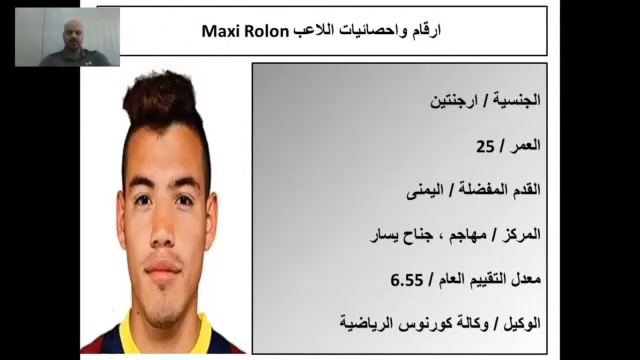 ارقام واحصائيات اللاعب Maxi Rolon
الجنسية / ارجنتين
العمر / 25
القدم المفضلة / اليمنى
المركز / مهاجم ، جناح يسار
معدل التقييم العام / 6.55
الوكيل / وكالة كورنوس الرياضية